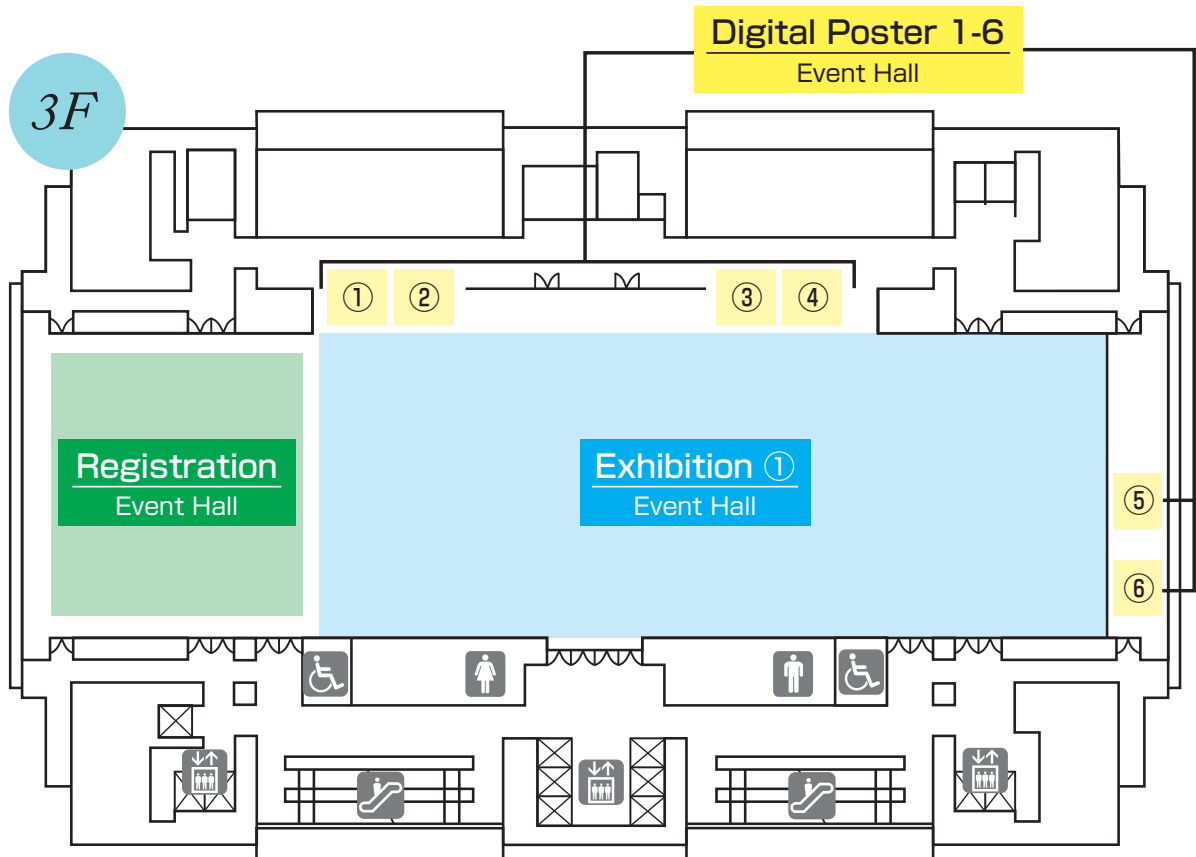 Digital Poster 1-6
Event Hall
3F
① ② ③ ④
Registration
Event Hall
Exhibition ①
Event Hall
⑤
⑥